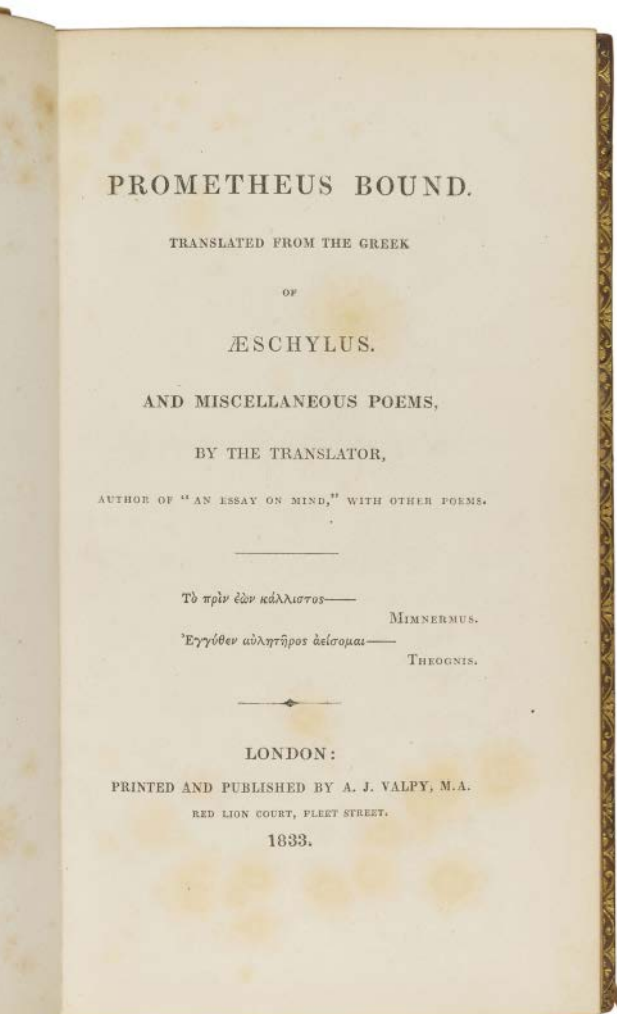 PROMETHEUS BOUND.
TRANSLATED FROM THE GREEK
OF
ÆSCHYLUS.
AND MISCELLANEOUS POEMS,
BY THE TRANSLATOR,
AUTHOR OF "AN ESSAY ON MIND," WITH OTHER POEMS.
Τὸ πρὶν ἐὼν κάλλιστος——
MIMNERMUS.
Ἐγγύθεν αὐλητῆρος ἀείσομαι——
THEOGNIS.
LONDON:
PRINTED AND PUBLISHED BY A. J. VALPY, M.A.
RED LION COURT, FLEET STREET.
1833.